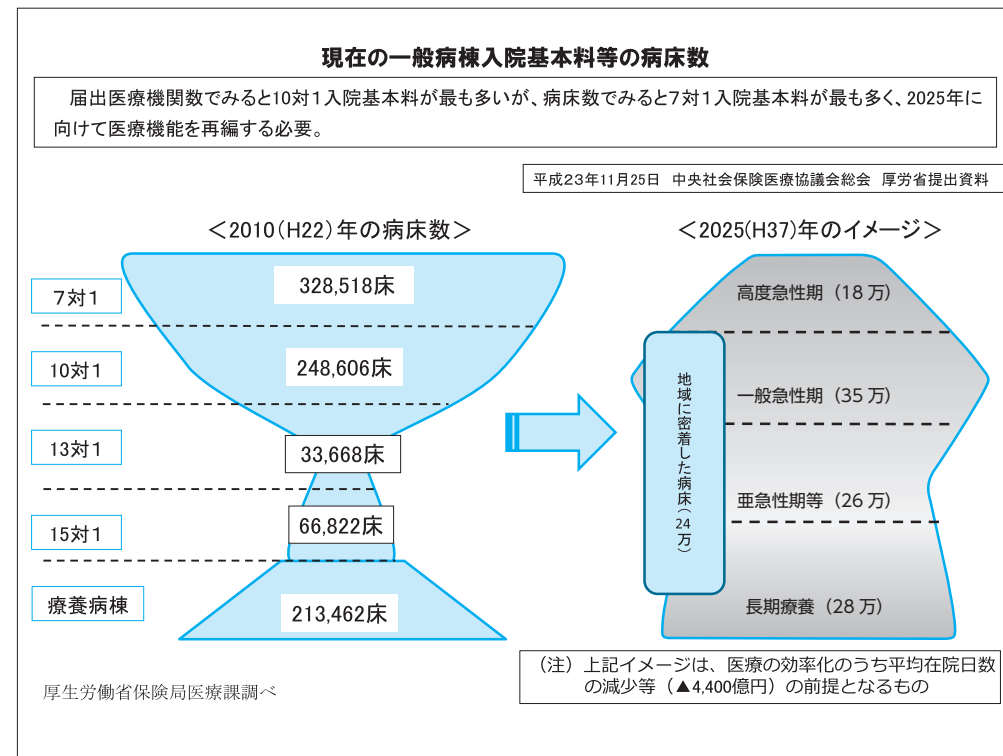 現在の一般病棟入院基本料等の病床数
届出医療機関数でみると10対1入院基本料が最も多いが、病床数でみると7対1入院基本料が最も多く、2025年に
向けて医療機能を再編する必要。
平成23年11月25日 中央社会保険医療協議会総会 厚労省提出資料
＜2010(H22)年の病床数＞
7対1
328,518床
10対1
248,606床
13対1
33,668床
15対1
66,822床
療養病棟
213,462床
＜2025(H37)年のイメージ＞
高度急性期（18万）
一般急性期（35万）
亜急性期等（26万）
長期療養（28万）
地域に密着した病床（24万）
（注）上記イメージは、医療の効率化のうち平均在院日数
の減少等（▲4,400億円）の前提となるもの
厚生労働省保険局医療課調べ